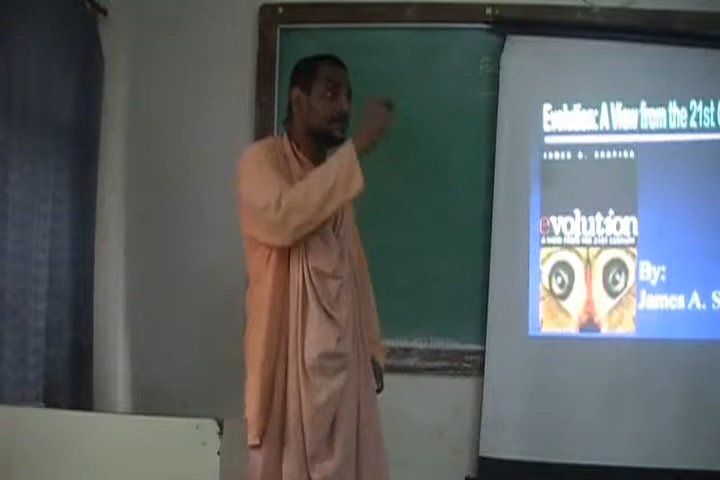 Evolution: A View from the 21st
JAMES A. SHAPIRO
evolution
A VIEW FROM THE 21ST CENTURY
By:
James A. S